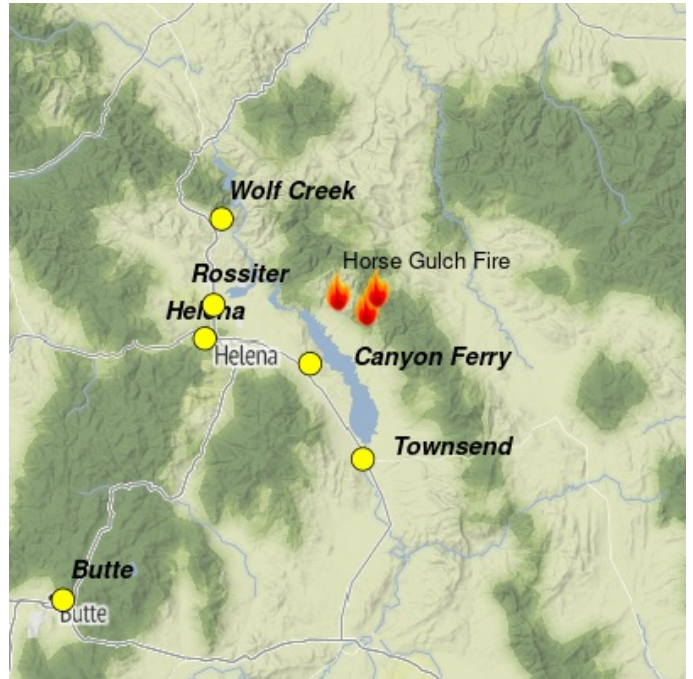 Wolf Creek
Horse Gulch Fire
Rossiter
Helena
Helena
Canyon Ferry
Townsend
Butte
Butte